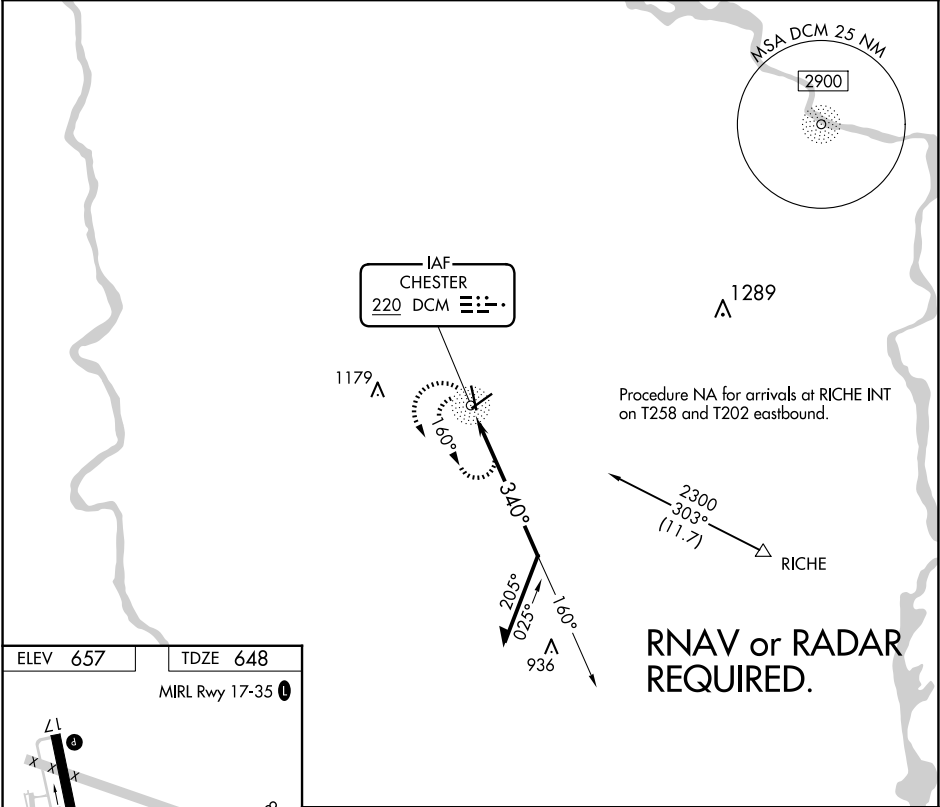 MSA DCM 25 NM
2900
IAF
CHESTER
220 DCM
1289
1179
Procedure NA for arrivals at RICHE INT
on T258 and T202 eastbound.
160°
340°
2300
303°
(11.7)
RICHE
205°
025°
160°
936
RNAV or RADAR
REQUIRED.
ELEV 657
TDZE 648
MIRL Rwy 17-35 L
17
P
X X X